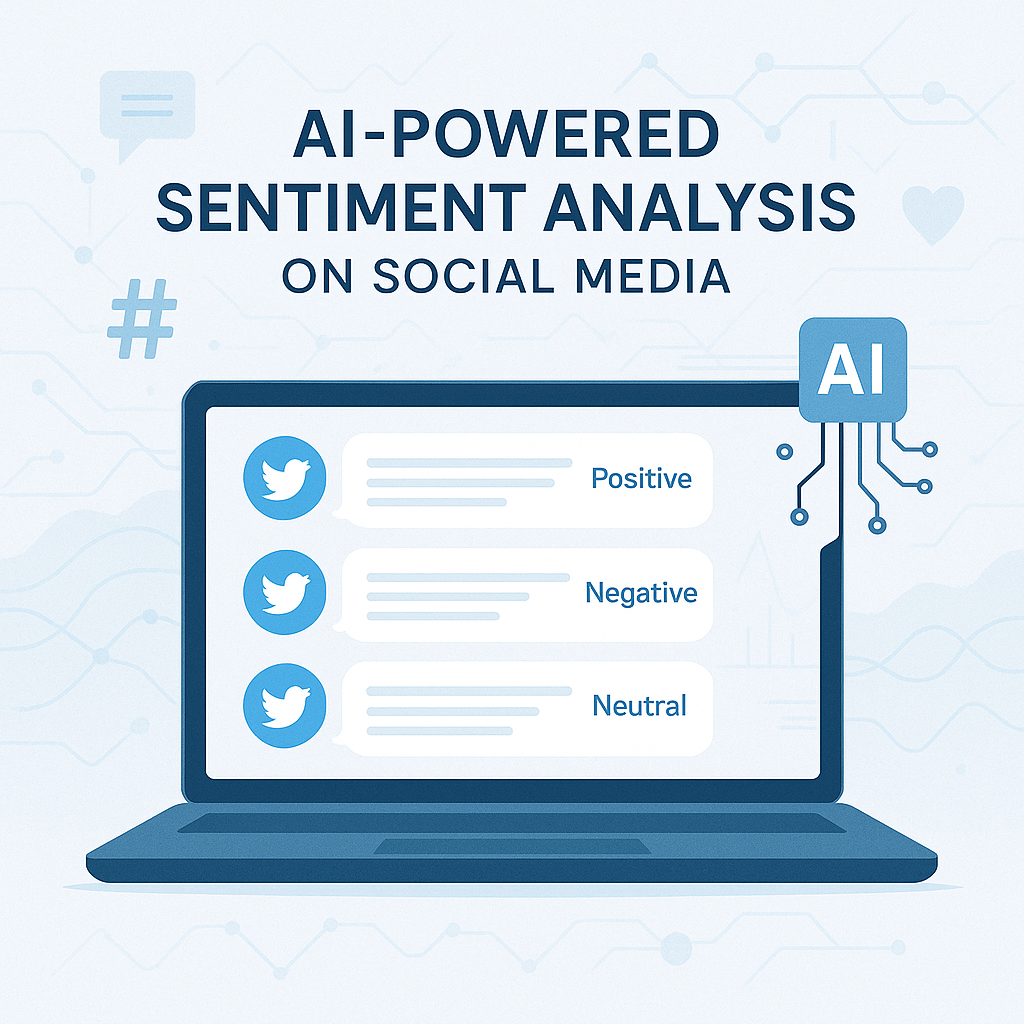 AI-POWERED
SENTIMENT ANALYSIS
ON SOCIAL MEDIA
#
AI
Positive
Negative
Neutral